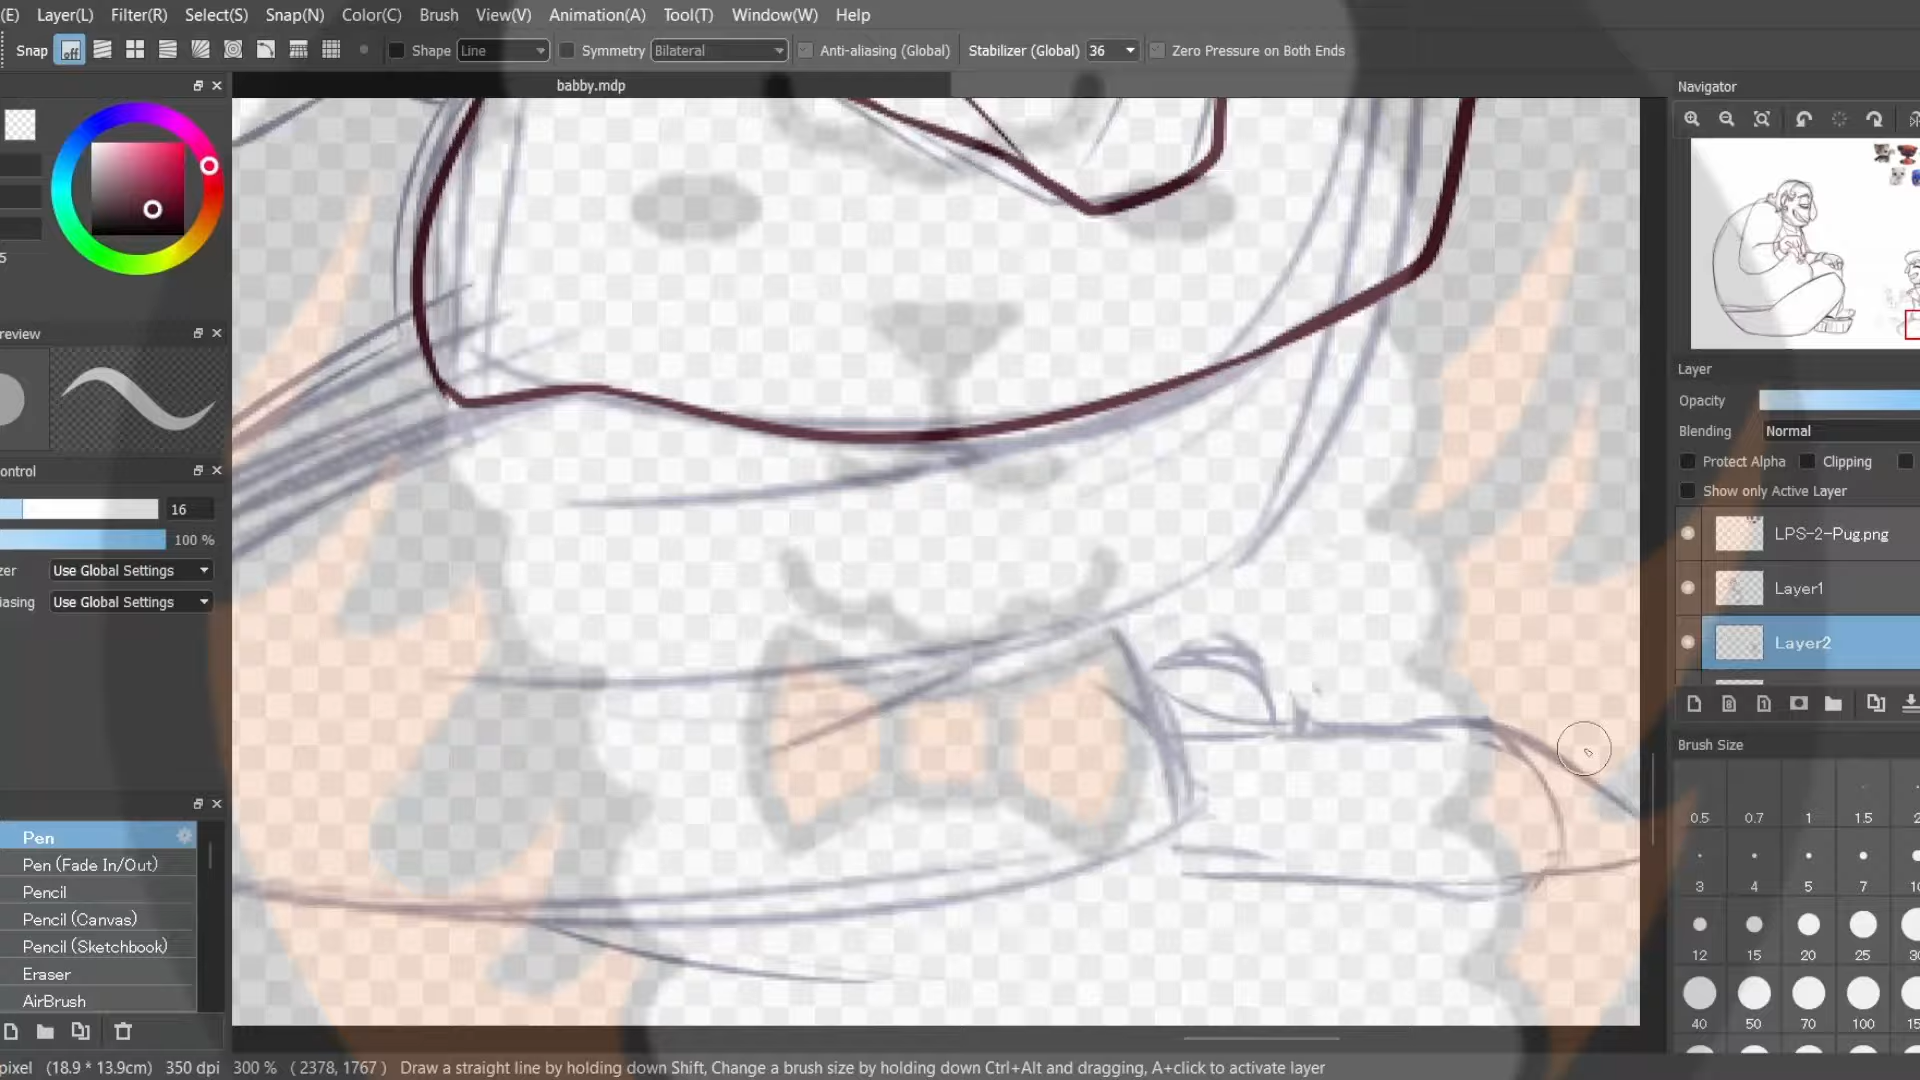 (E) Layer(L) Filter(R) Select(S) Snap(N) Color(C) Brush View(V) Animation(A) Tool(T) Window(W) Help
Snap off Shape Line Symmetry Bilateral Anti-aliasing (Global) Stabilizer (Global) 36 Zero Pressure on Both Ends
babby.mdp
Navigator
5
review
ontrol
16
100 %
zer Use Global Settings
iasing Use Global Settings
Pen
Pen (Fade In/Out)
Pencil
Pencil (Canvas)
Pencil (Sketchbook)
Eraser
AirBrush
Layer
Opacity
Blending Normal
Protect Alpha Clipping
Show only Active Layer
LPS-2-Pug.png
Layer1
Layer2
Brush Size
0.5 0.7 1 1.5 2
3 4 5 7 10
12 15 20 25 30
40 50 70 100 15
pixel (18.9 * 13.9cm) 350 dpi 300 % ( 2378, 1767 ) Draw a straight line by holding down Shift, Change a brush size by holding down Ctrl+Alt and dragging, A+click to activate layer